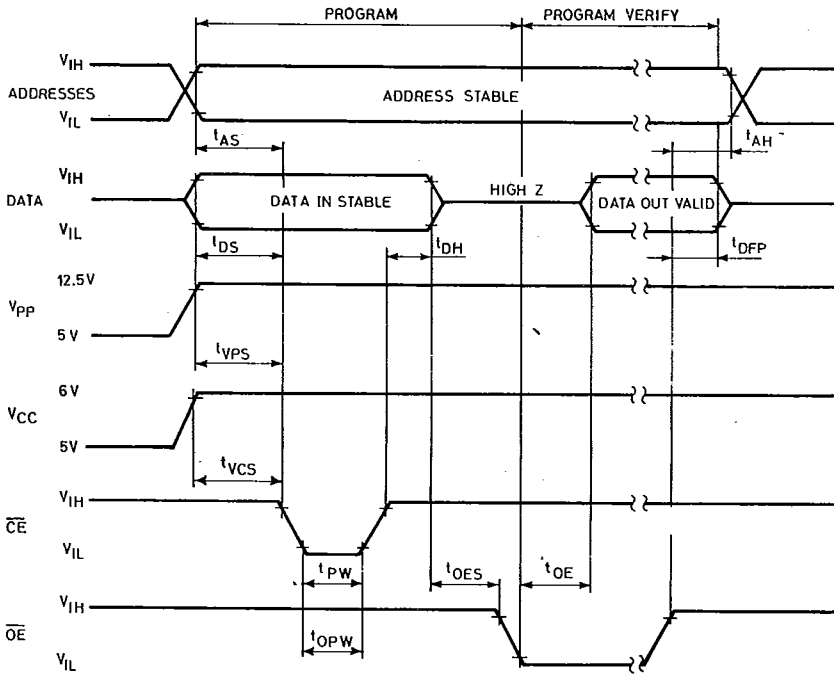 PROGRAM
PROGRAM VERIFY
VIH
ADDRESSES
ADDRESS STABLE
VIL
tAS
tAH
VIH
DATA
DATA IN STABLE
HIGH Z
DATA OUT VALID
VIL
tDS
tDH
tDFP
12.5V
VPP
5V
tVPS
6V
VCC
5V
tVCS
VIH
CE
VIL
tPW
tOES
tOE
VIH
OE
tOPW
VIL